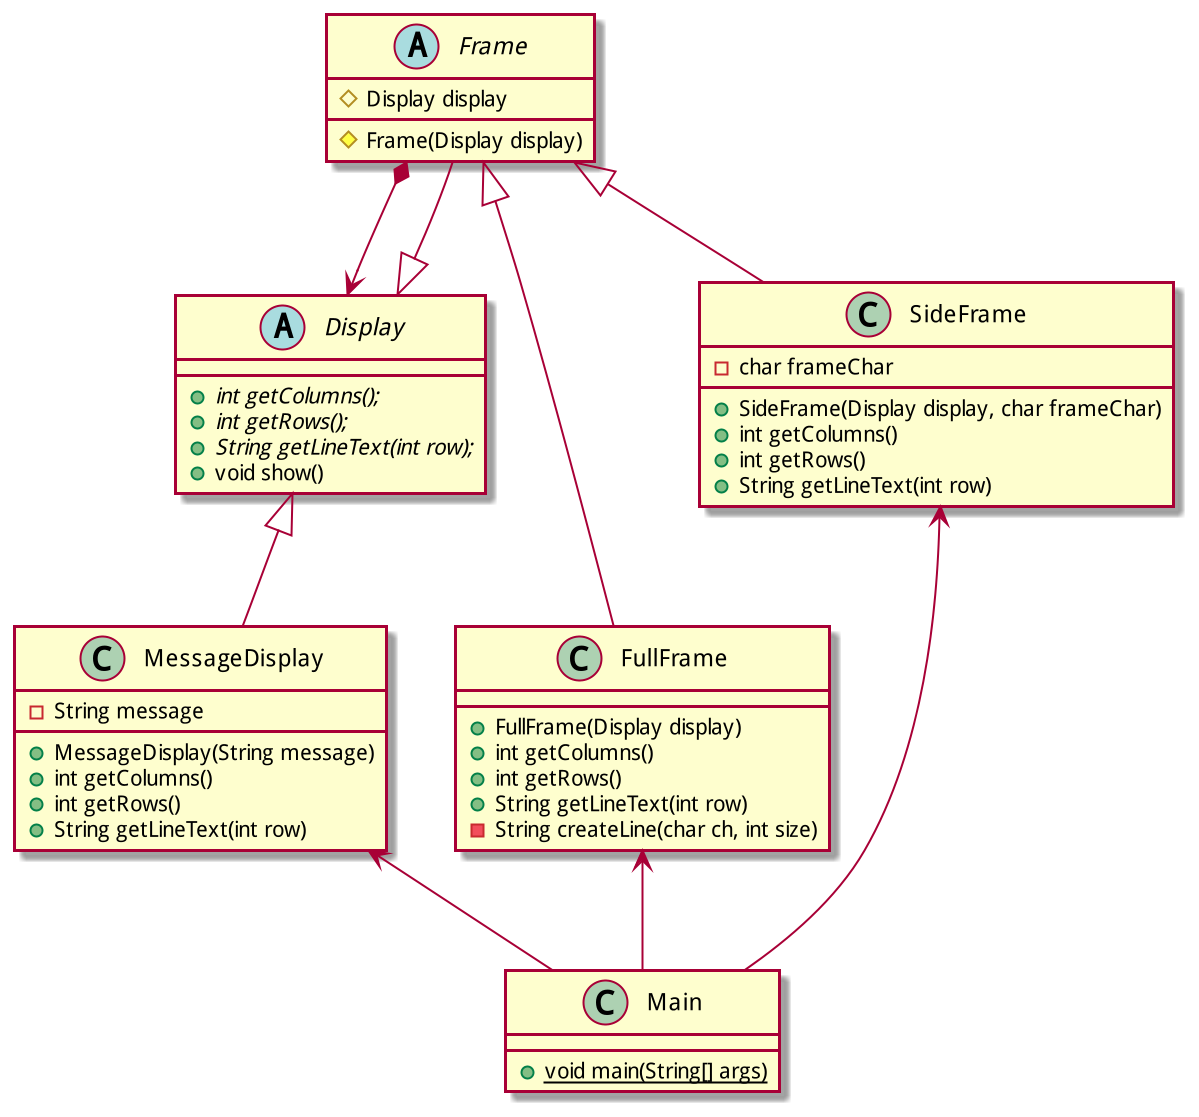 A Frame
Display display
Frame(Display display)
A Display
int getColumns();
int getRows();
String getLineText(int row);
void show()
C SideFrame
char frameChar
SideFrame(Display display, char frameChar)
int getColumns()
int getRows()
String getLineText(int row)
C MessageDisplay
String message
MessageDisplay(String message)
int getColumns()
int getRows()
String getLineText(int row)
C FullFrame
FullFrame(Display display)
int getColumns()
int getRows()
String getLineText(int row)
String createLine(char ch, int size)
C Main
void main(String[] args)